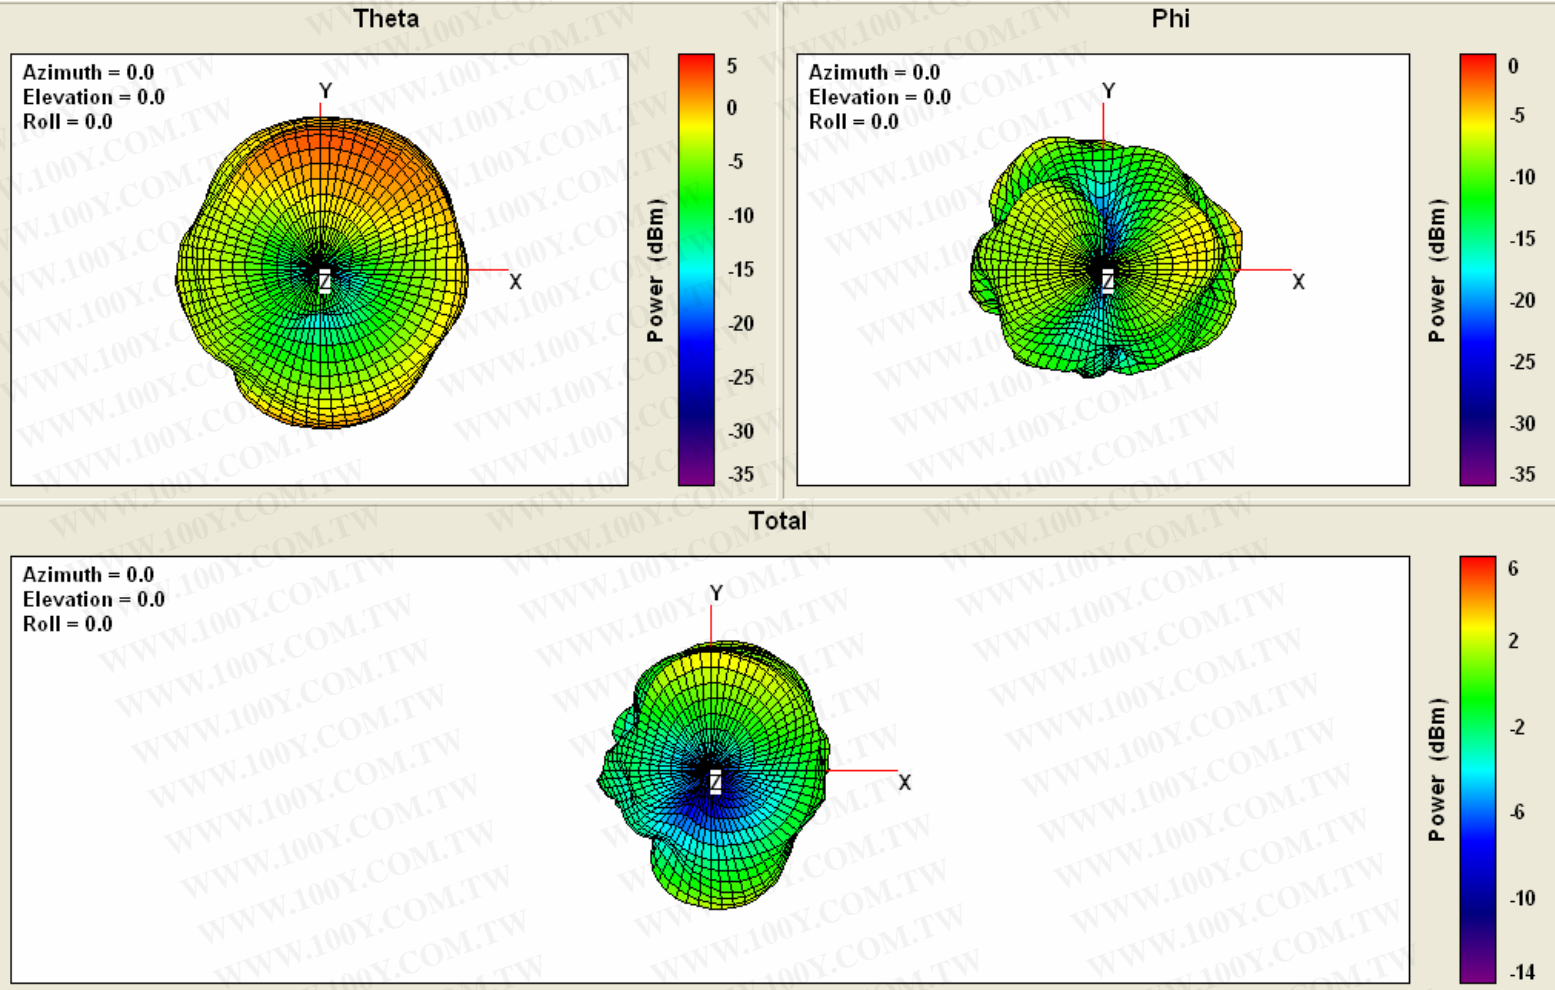 Theta
Azimuth = 0.0
Elevation = 0.0
Roll = 0.0
Y
X
Z
5
0
-5
-10
-15
-20
-25
-30
-35
Power (dBm)
Phi
Azimuth = 0.0
Elevation = 0.0
Roll = 0.0
Y
X
Z
0
-5
-10
-15
-20
-25
-30
-35
Power (dBm)
Total
Azimuth = 0.0
Elevation = 0.0
Roll = 0.0
Y
X
Z
6
2
-2
-6
-10
-14
Power (dBm)
WWW.100Y.COM.TW